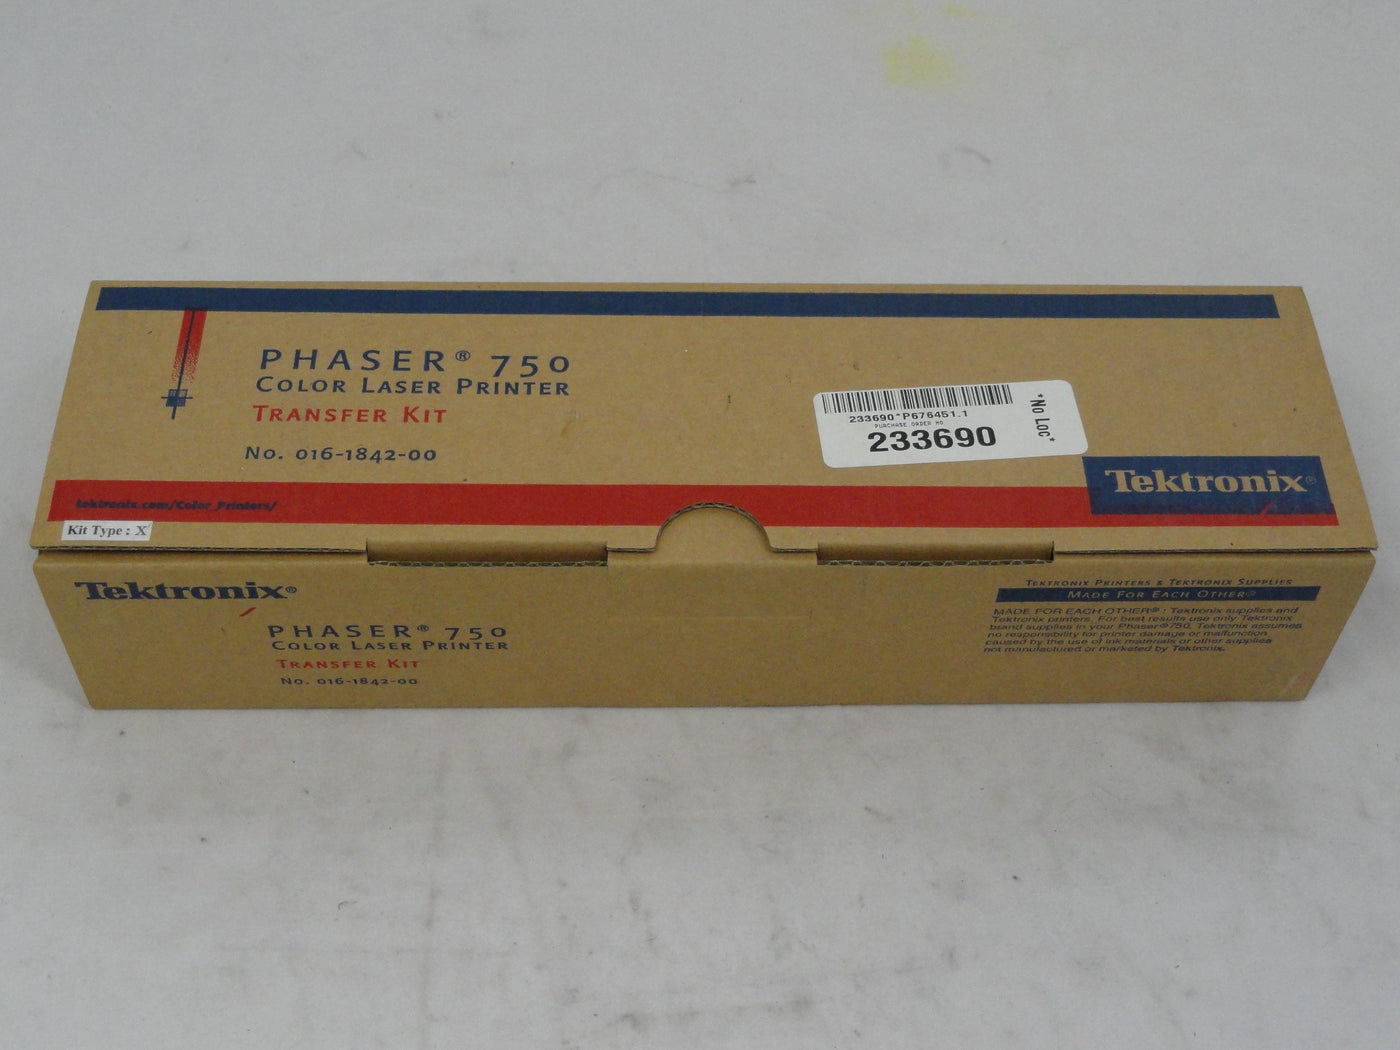 PHASER® 750
COLOR LASER PRINTER
TRANSFER KIT
No. 016-1842-00
233690*P676451.1
PURCHASE ORDER NO
233690
*No Loc*
Tektronix®
tektronix.com/Color_Printers/
Kit Type : X
Tektronix®
PHASER® 750
COLOR LASER PRINTER
TRANSFER KIT
No. 016-1842-00
TEKTRONIX PRINTERS & TEKTRONIX SUPPLIES
MADE FOR EACH OTHER®
MADE FOR EACH OTHER® : Tektronix supplies and
Tektronix printers. For best results use only Tektronix
brand supplies in your Phaser® 750. Tektronix assumes
no responsibility for printer damage or malfunction
caused by the use of ink materials or other supplies
not manufactured or marketed by Tektronix.